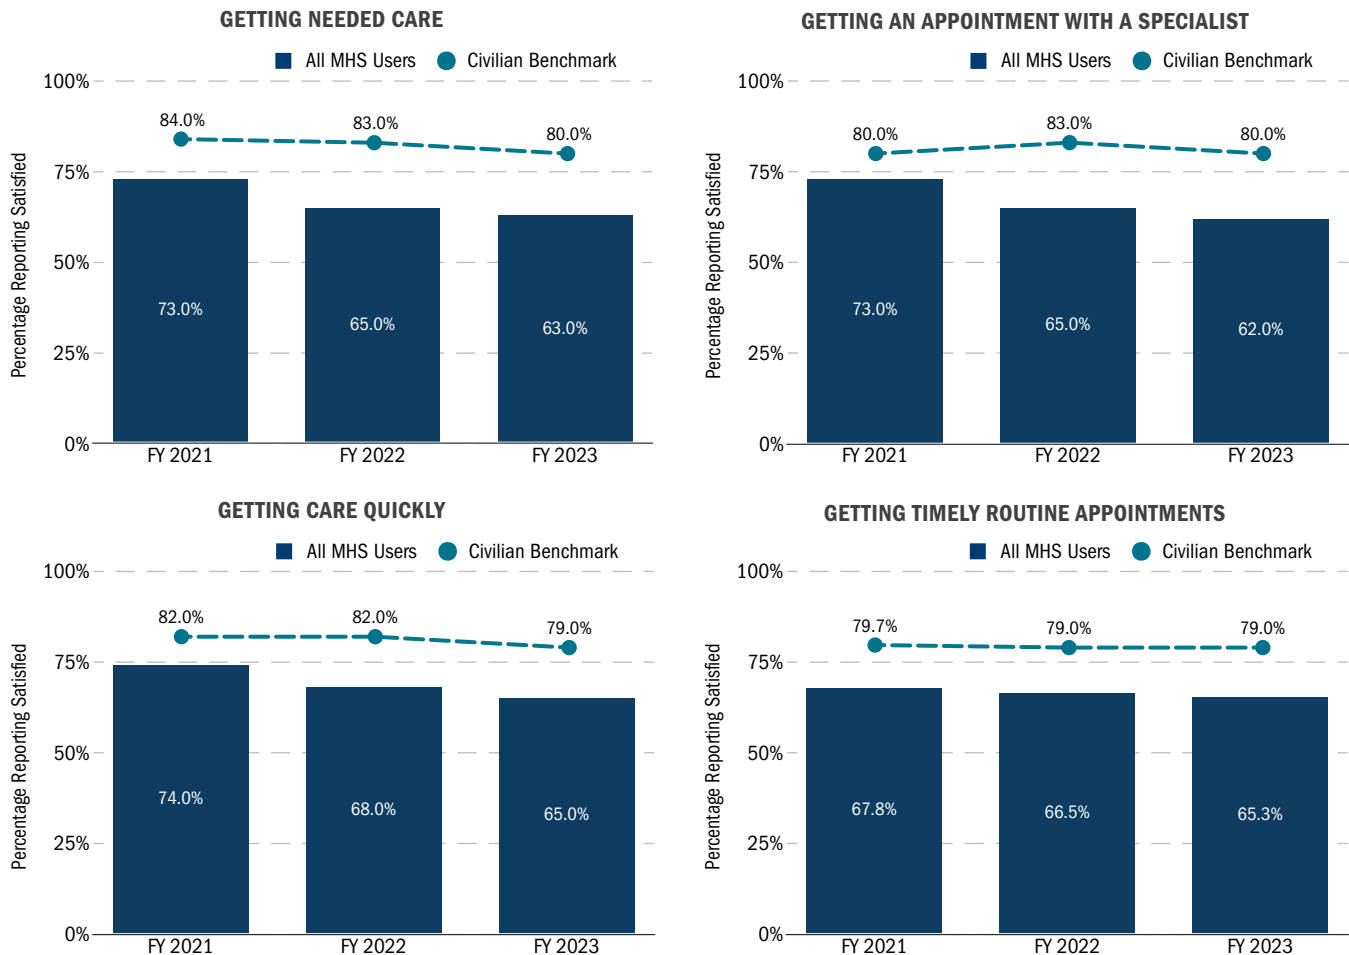 GETTING NEEDED CARE
All MHS Users Civilian Benchmark
Percentage Reporting Satisfied
100%
75%
50%
25%
0%
84.0% 83.0% 80.0%
73.0% 65.0% 63.0%
FY 2021 FY 2022 FY 2023
GETTING AN APPOINTMENT WITH A SPECIALIST
All MHS Users Civilian Benchmark
Percentage Reporting Satisfied
100%
75%
50%
25%
0%
80.0% 83.0% 80.0%
73.0% 65.0% 62.0%
FY 2021 FY 2022 FY 2023
GETTING CARE QUICKLY
All MHS Users Civilian Benchmark
Percentage Reporting Satisfied
100%
75%
50%
25%
0%
82.0% 82.0% 79.0%
74.0% 68.0% 65.0%
FY 2021 FY 2022 FY 2023
GETTING TIMELY ROUTINE APPOINTMENTS
All MHS Users Civilian Benchmark
Percentage Reporting Satisfied
100%
75%
50%
25%
0%
79.7% 79.0% 79.0%
67.8% 66.5% 65.3%
FY 2021 FY 2022 FY 2023